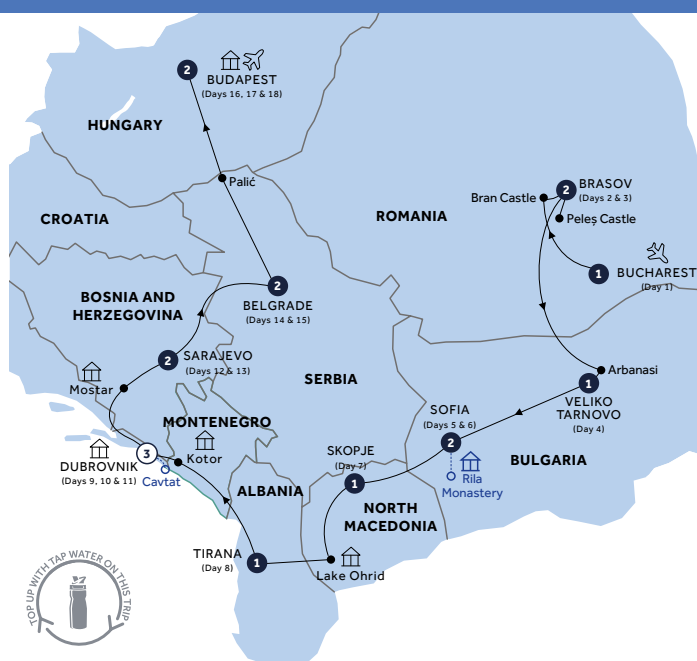 2
BUDAPEST
(Days 16, 17 & 18)
HUNGARY
Palić
CROATIA
ROMANIA
Bran Castle
2
BRASOV
(Days 2 & 3)
Peleș Castle
1
BUCHAREST
(Day 1)
BOSNIA AND
HERZEGOVINA
2
BELGRADE
(Days 14 & 15)
2
SARAJEVO
(Days 12 & 13)
Mostar
SERBIA
Arbanasi
1
VELIKO
TARNOVO
(Day 4)
MONTENEGRO
SOFIA
(Days 5 & 6)
2
BULGARIA
3
DUBROVNIK
(Days 9, 10 & 11)
Kotor
Cavtat
SKOPJE
(Day 7)
1
Rila
Monastery
ALBANIA
NORTH
MACEDONIA
TIRANA
(Day 8)
1
Lake Ohrid
TOP UP WITH TAP WATER ON THIS TRIP